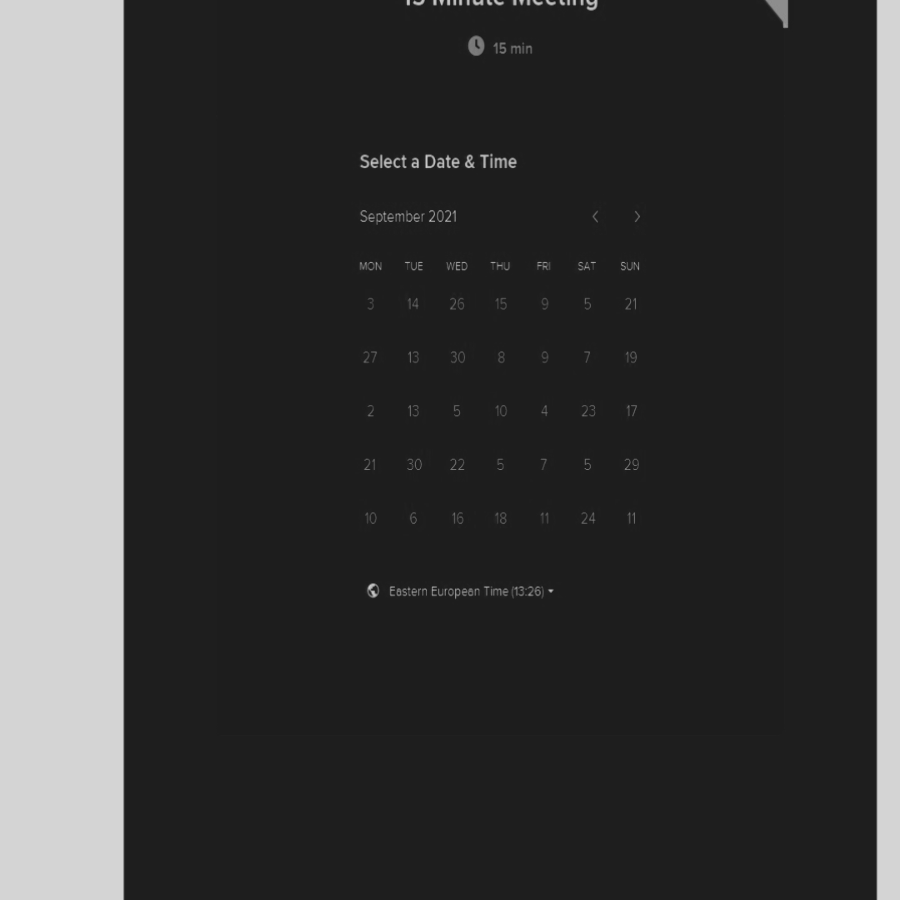 15 Minute Meeting
15 min
Select a Date & Time
September 2021
MON TUE WED THU FRI SAT SUN
3 14 26 15 9 5 21
27 13 30 8 9 7 19
2 13 5 10 4 23 17
21 30 22 5 7 5 29
10 6 16 18 11 24 11
Eastern European Time (13:26)